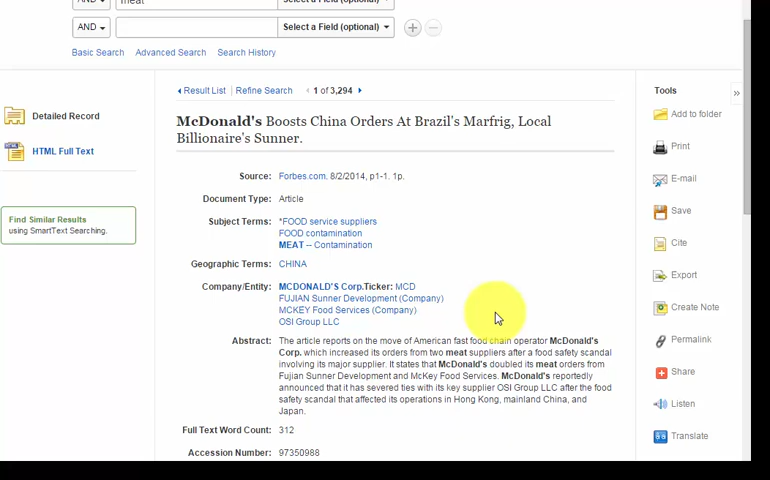 meat
Select a Field (optional)
AND
Select a Field (optional)
Basic Search Advanced Search Search History
Result List Refine Search 1 of 3,294
Tools
Detailed Record
HTML Full Text
Find Similar Results
using SmartText Searching.
McDonald's Boosts China Orders At Brazil's Marfrig, Local
Billionaire's Sunner.
Source: Forbes.com. 8/2/2014, p1-1. 1p.
Document Type: Article
Subject Terms: *FOOD service suppliers
FOOD contamination
MEAT -- Contamination
Geographic Terms: CHINA
Company/Entity: MCDONALD'S Corp.Ticker: MCD
FUJIAN Sunner Development (Company)
MCKEY Food Services (Company)
OSI Group LLC
Abstract: The article reports on the move of American fast food chain operator McDonald's
Corp. which increased its orders from two meat suppliers after a food safety scandal
involving its major supplier. It states that McDonald's doubled its meat orders from
Fujian Sunner Development and McKey Food Services. McDonald's reportedly
announced that it has severed ties with its key supplier OSI Group LLC after the food
safety scandal that affected its operations in Hong Kong, mainland China, and
Japan.
Full Text Word Count: 312
Accession Number: 97350988
Add to folder
Print
E-mail
Save
Cite
Export
Create Note
Permalink
Share
Listen
Translate